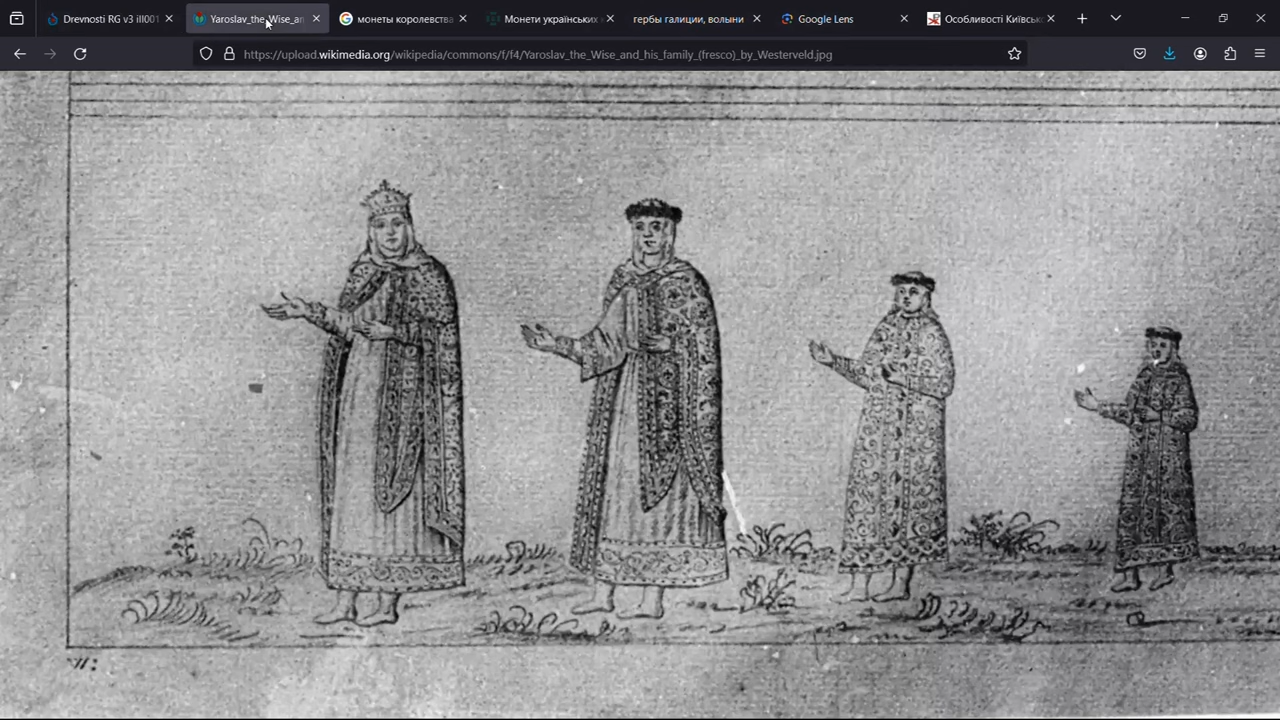 Drevnosti RG v3 ill001
Yaroslav_the_Wise_an
монеты королевства
Монети українських
гербы галиции, волыни
Google Lens
Особливості Київськ
https://upload.wikimedia.org/wikipedia/commons/f/f4/Yaroslav_the_Wise_and_his_family_(fresco)_by_Westerveld.jpg